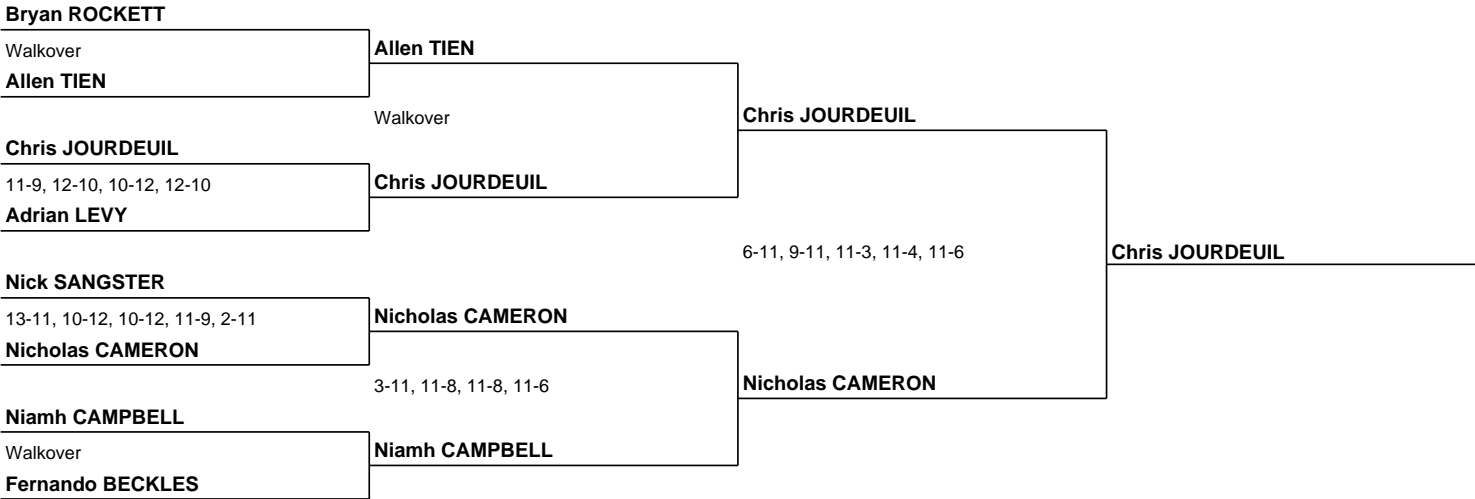 Bryan ROCKETT
Walkover
Allen TIEN
Allen TIEN
Walkover
Chris JOURDEUIL
Chris JOURDEUIL
11-9, 12-10, 10-12, 12-10
Chris JOURDEUIL
Adrian LEVY
6-11, 9-11, 11-3, 11-4, 11-6
Chris JOURDEUIL
Nick SANGSTER
13-11, 10-12, 10-12, 11-9, 2-11
Nicholas CAMERON
Nicholas CAMERON
3-11, 11-8, 11-8, 11-6
Nicholas CAMERON
Niamh CAMPBELL
Walkover
Niamh CAMPBELL
Fernando BECKLES